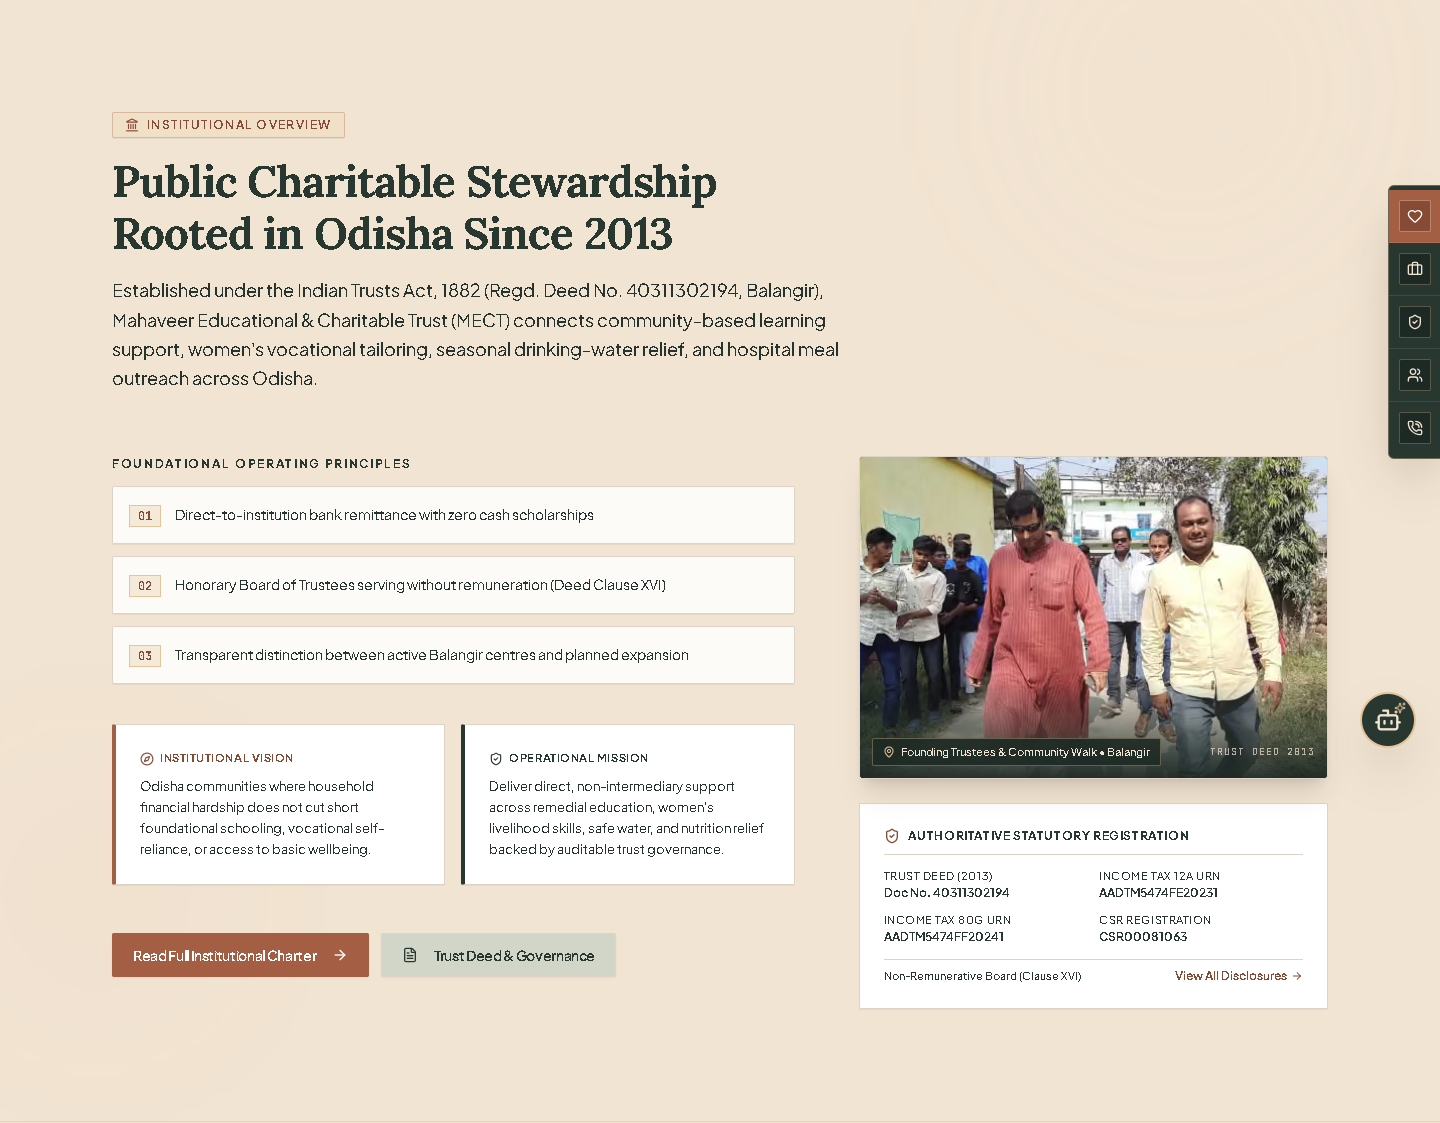 INSTITUTIONAL OVERVIEW
Public Charitable Stewardship
Rooted in Odisha Since 2013
Established under the Indian Trusts Act, 1882 (Regd. Deed No. 40311302194, Balangir),
Mahaveer Educational & Charitable Trust (MECT) connects community-based learning
support, women's vocational tailoring, seasonal drinking-water relief, and hospital meal
outreach across Odisha.
FOUNDATIONAL OPERATING PRINCIPLES
01 Direct-to-institution bank remittance with zero cash scholarships
02 Honorary Board of Trustees serving without remuneration (Deed Clause XVI)
03 Transparent distinction between active Balangir centres and planned expansion
INSTITUTIONAL VISION
Odisha communities where household
financial hardship does not cut short
foundational schooling, vocational self-
reliance, or access to basic wellbeing.
OPERATIONAL MISSION
Deliver direct, non-intermediary support
across remedial education, women's
livelihood skills, safe water, and nutrition relief
backed by auditable trust governance.
Read Full Institutional Charter
Trust Deed & Governance
Founding Trustees & Community Walk • Balangir
TRUST DEED 2013
AUTHORITATIVE STATUTORY REGISTRATION
TRUST DEED (2013)
Doc No. 40311302194
INCOME TAX 12A URN
AADTM5474FE20231
INCOME TAX 80G URN
AADTM5474FF20241
CSR REGISTRATION
CSR00081063
Non-Remunerative Board (Clause XVI)
View All Disclosures